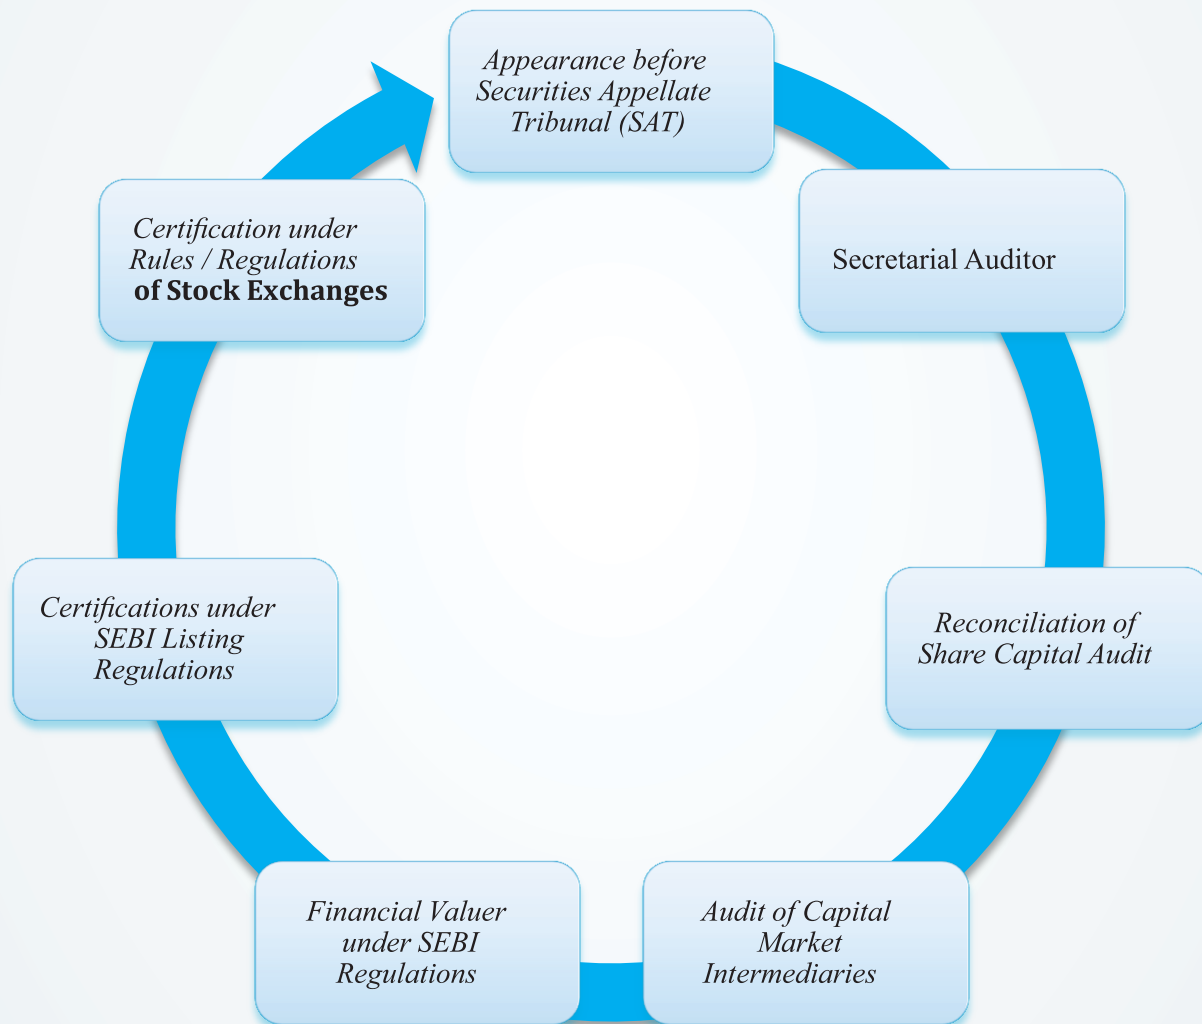 Appearance before
Securities Appellate
Tribunal (SAT)
Secretarial Auditor
Reconciliation of
Share Capital Audit
Audit of Capital
Market
Intermediaries
Financial Valuer
under SEBI
Regulations
Certifications under
SEBI Listing
Regulations
Certification under
Rules / Regulations
of Stock Exchanges